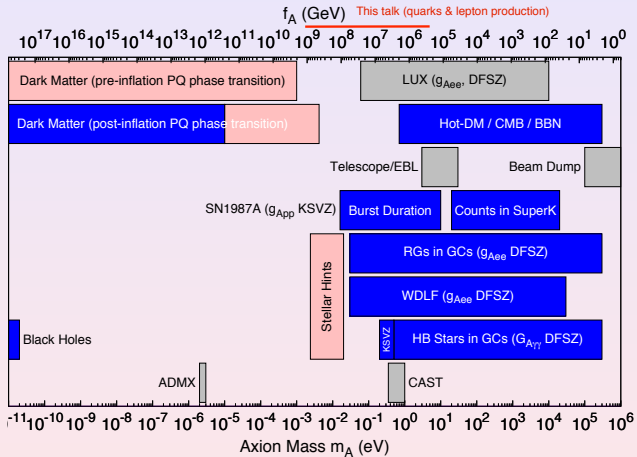 f_A (GeV) This talk (quarks & lepton production)
10^17 10^16 10^15 10^14 10^13 10^12 10^11 10^10 10^9 10^8 10^7 10^6 10^5 10^4 10^3 10^2 10^1 10^0
Dark Matter (pre-inflation PQ phase transition)
LUX (g_Aee, DFSZ)
Dark Matter (post-inflation PQ phase transition)
Hot-DM / CMB / BBN
Telescope/EBL
Beam Dump
SN1987A (g_App KSVZ)
Burst Duration
Counts in SuperK
Stellar Hints
RGs in GCs (g_Aee DFSZ)
WDLF (g_Aee DFSZ)
Black Holes
KSVZ
HB Stars in GCs (G_Aγγ DFSZ)
ADMX
CAST
-11 10^-10 10^-9 10^-8 10^-7 10^-6 10^-5 10^-4 10^-3 10^-2 10^-1 10^0 10^1 10^2 10^3 10^4 10^5 10^6
Axion Mass m_A (eV)